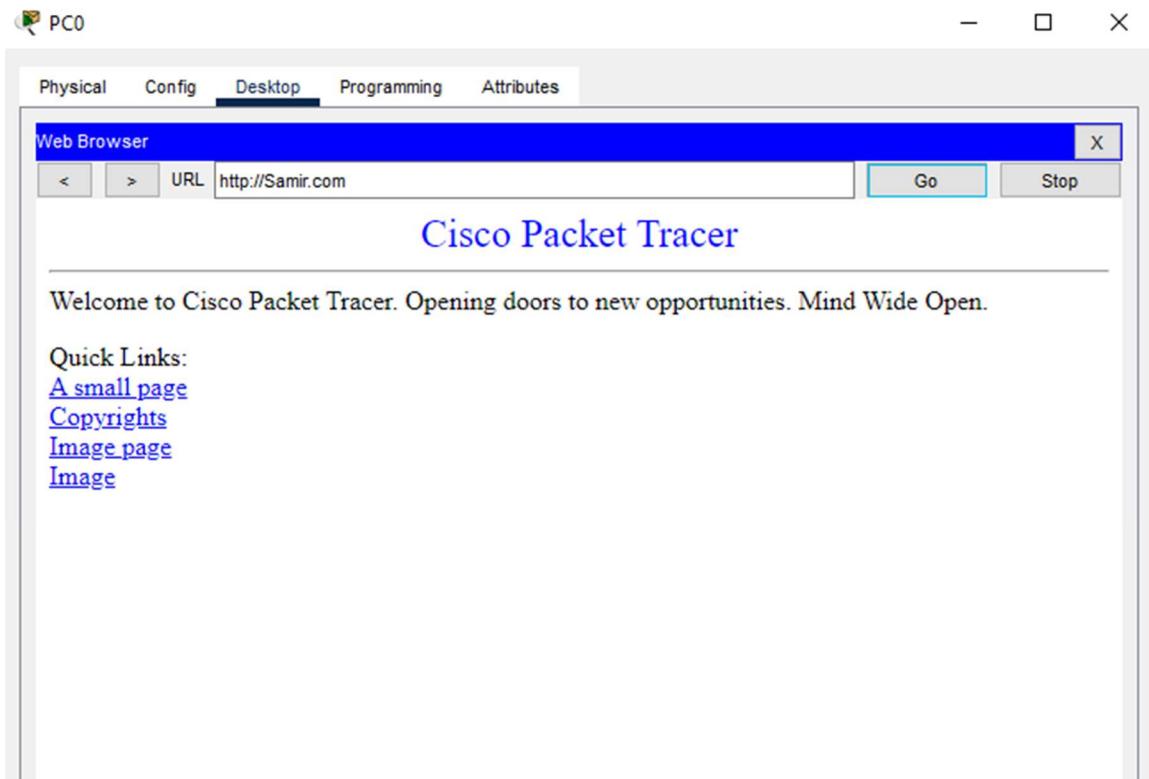 PC0
Physical Config Desktop Programming Attributes
Web Browser X
< > URL http://Samir.com Go Stop
Cisco Packet Tracer
Welcome to Cisco Packet Tracer. Opening doors to new opportunities. Mind Wide Open.
Quick Links:
A small page
Copyrights
Image page
Image